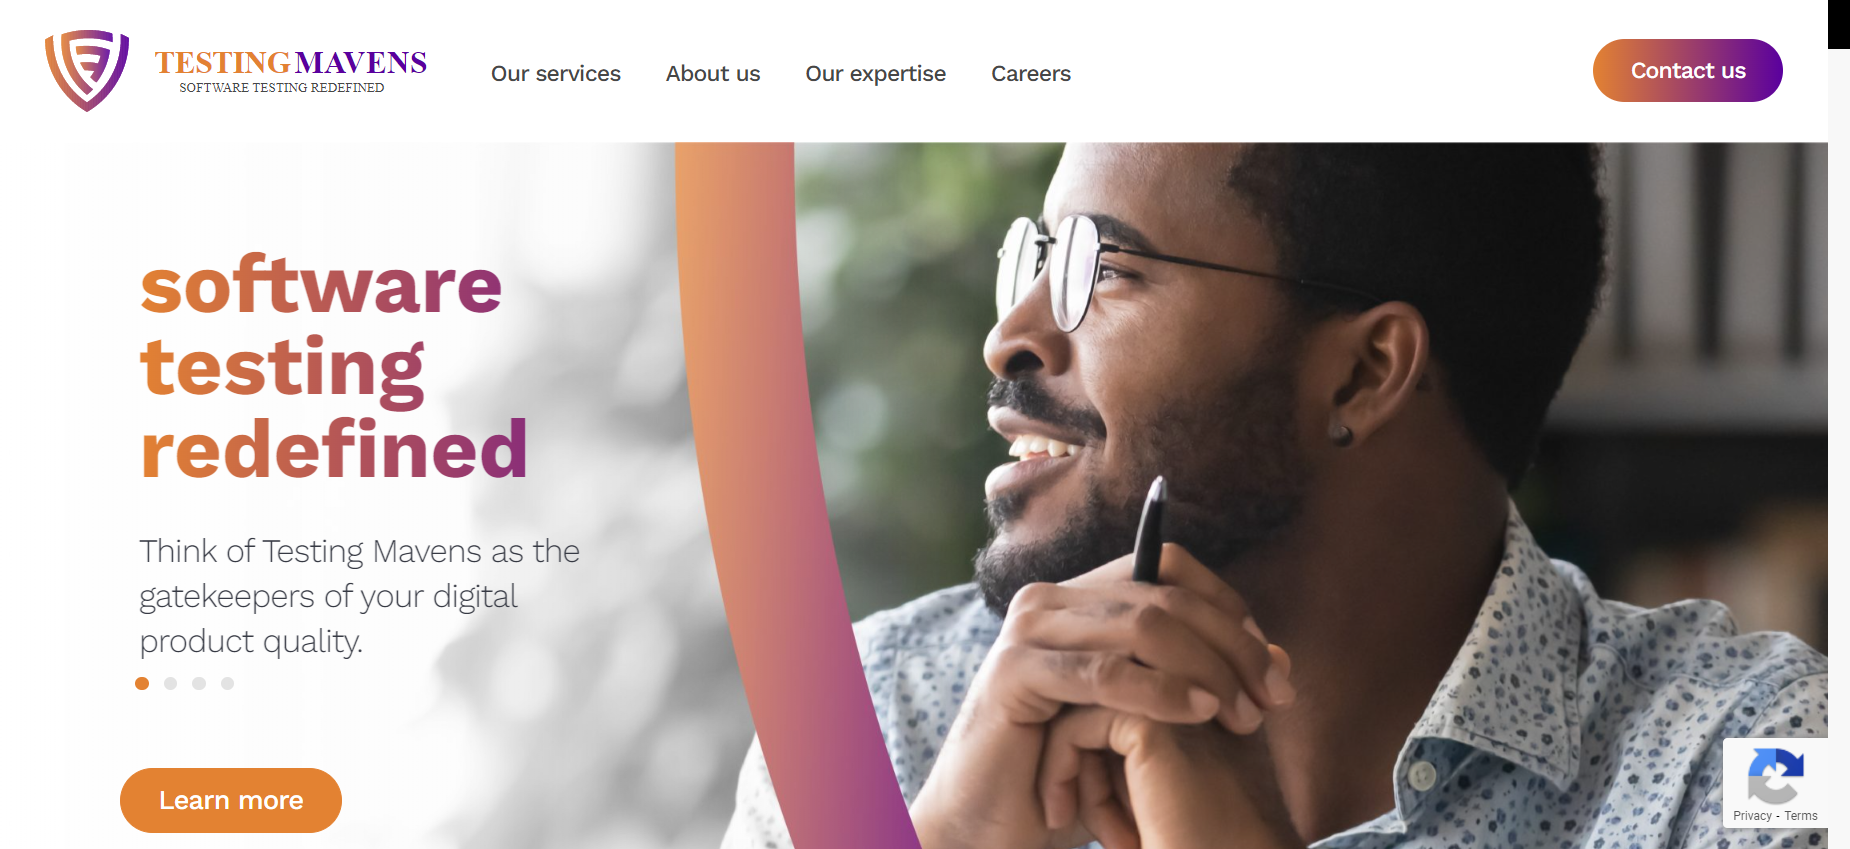 TESTING MAVENS
SOFTWARE TESTING REDEFINED
Our services
About us
Our expertise
Careers
Contact us
software
testing
redefined
Think of Testing Mavens as the
gatekeepers of your digital
product quality.
Learn more
Privacy - Terms